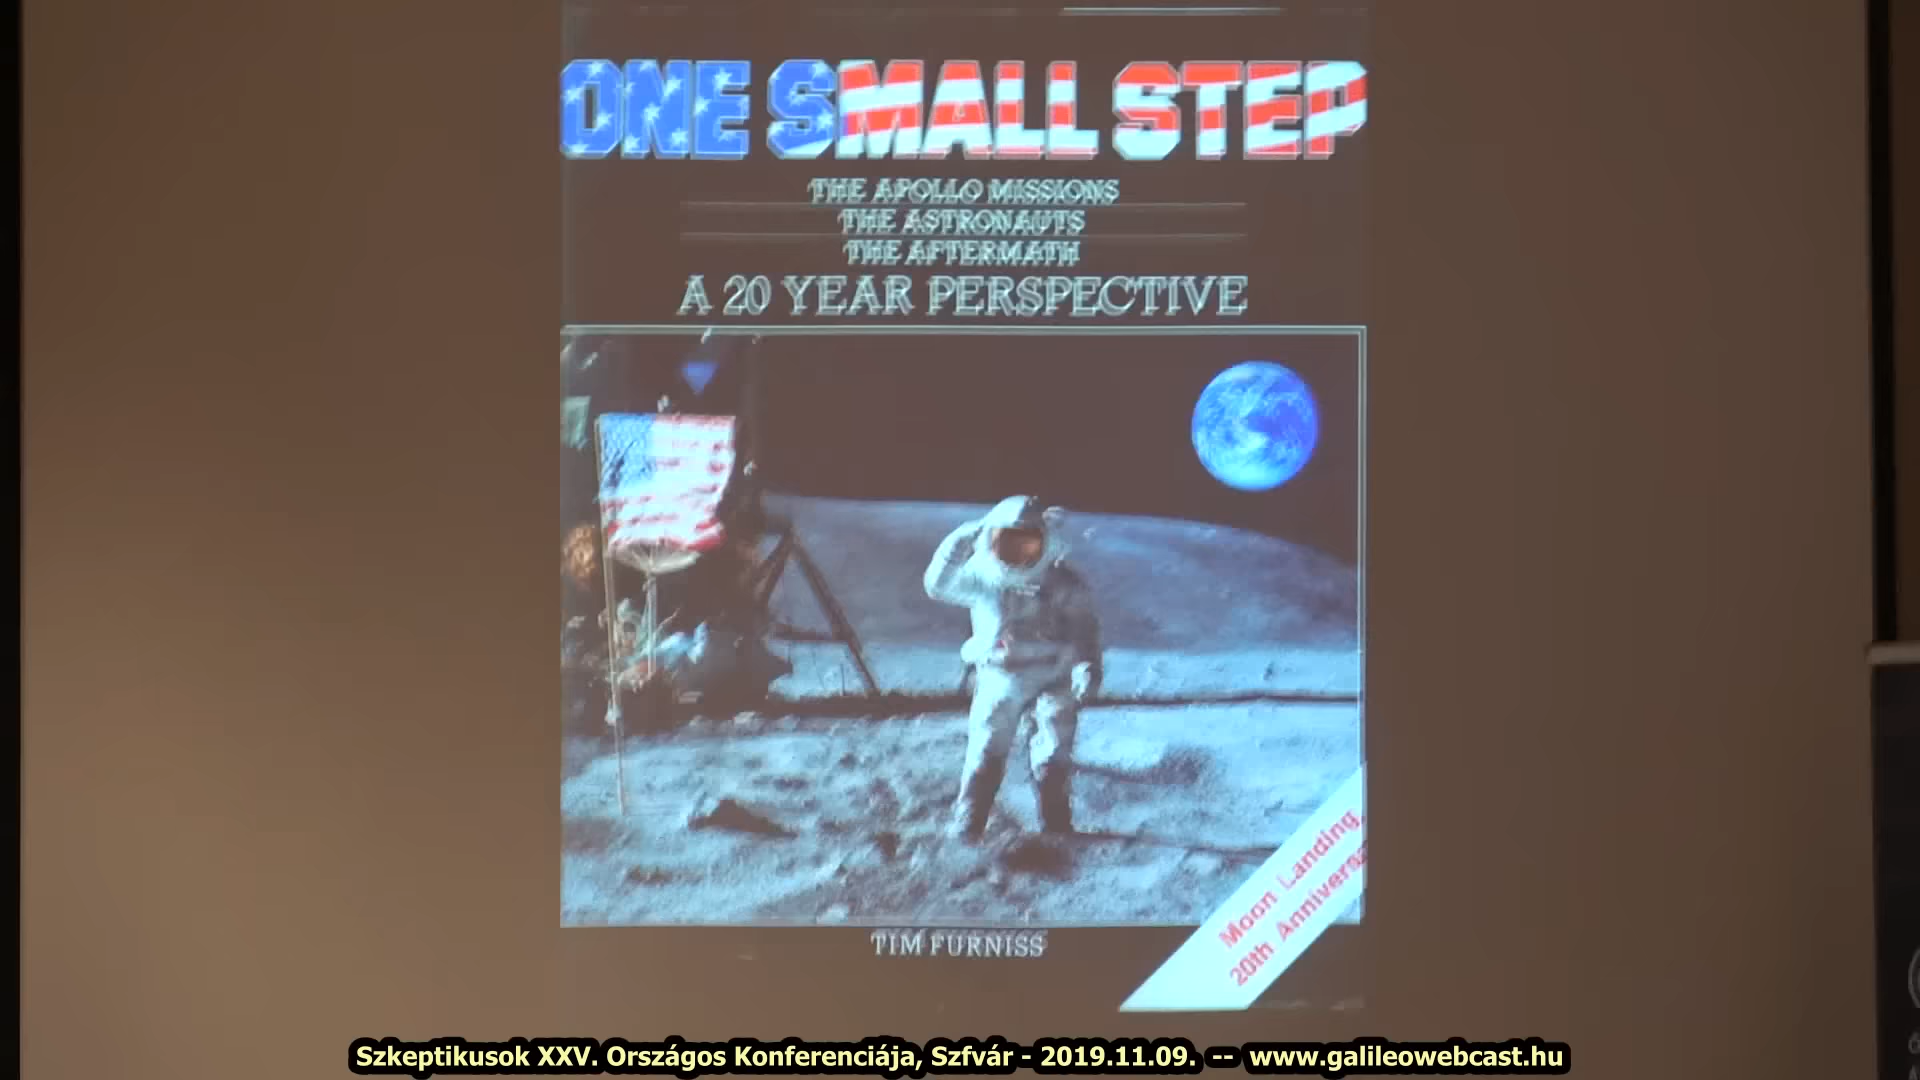 ONE SMALL STEP
THE APOLLO MISSIONS
THE ASTRONAUTS
THE AFTERMATH
A 20 YEAR PERSPECTIVE
Moon Landing
20th
TIM FURNISS
Szkeptikusok XXV. Országos Konferenciája, Szfvár - 2019.11.09. -- www.galileowebcast.hu